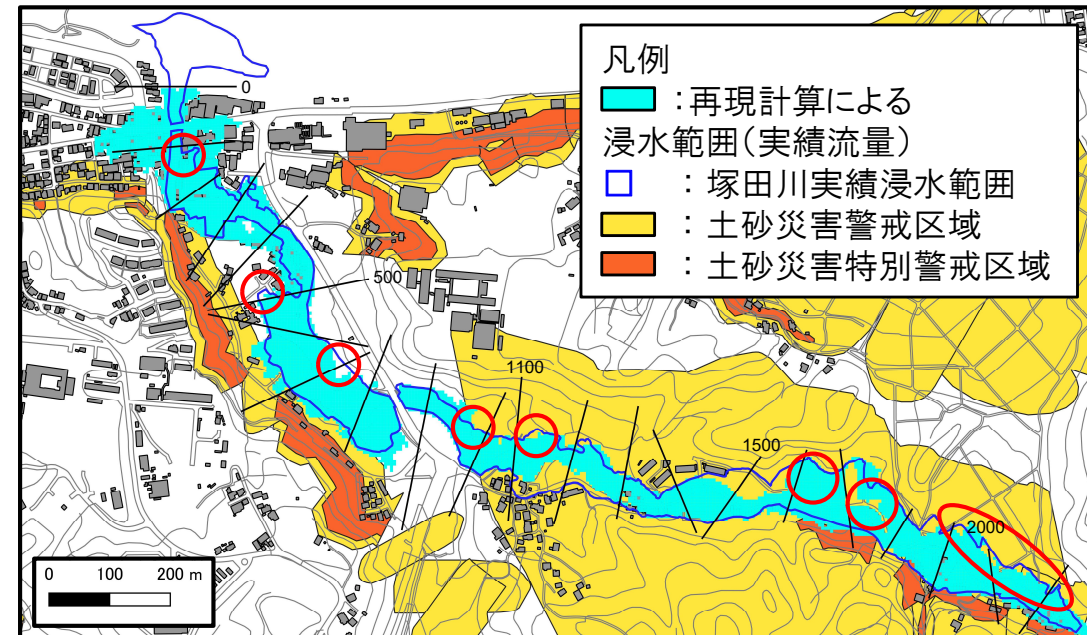 凡例
：再現計算による
浸水範囲（実績流量）
：塚田川実績浸水範囲
：土砂災害警戒区域
：土砂災害特別警戒区域
0
500
1100
1500
2000
0 100 200 m